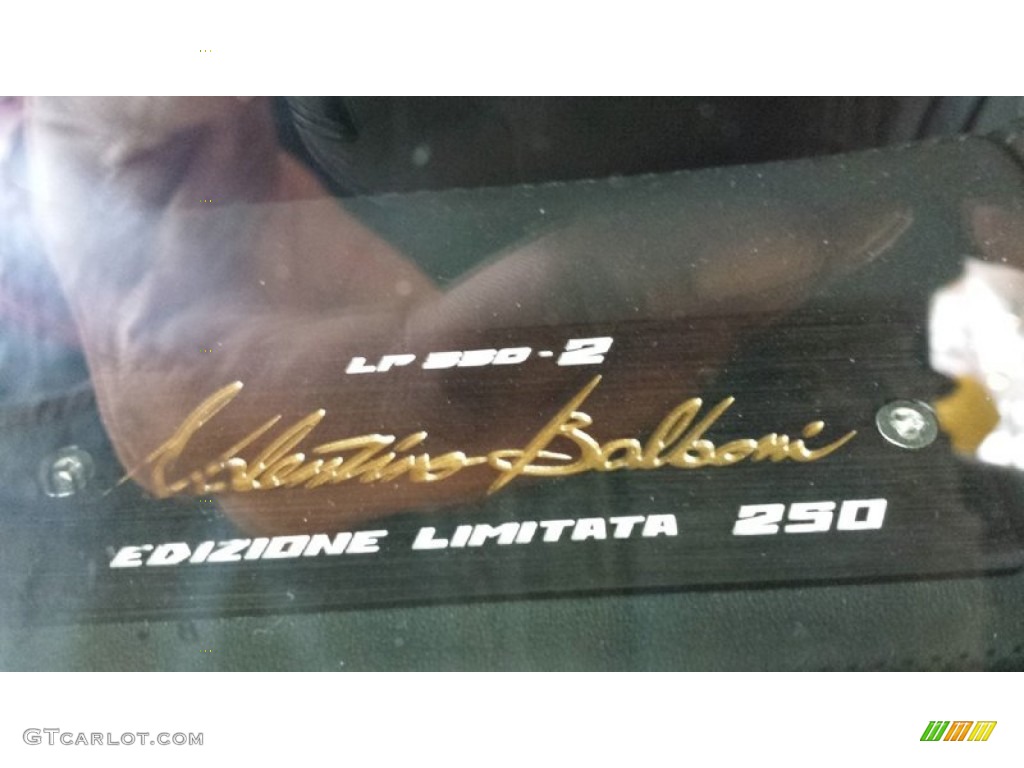 LP 550-2
Valentino Balboni
EDIZIONE LIMITATA 250
GTCARLOT.COM